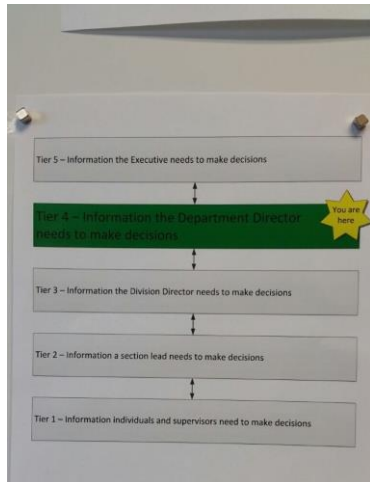 Tier 5 – Information the Executive needs to make decisions
Tier 4 – Information the Department Director
needs to make decisions
You are
here
Tier 3 – Information the Division Director needs to make decisions
Tier 2 – Information a section lead needs to make decisions
Tier 1 – Information individuals and supervisors need to make decisions